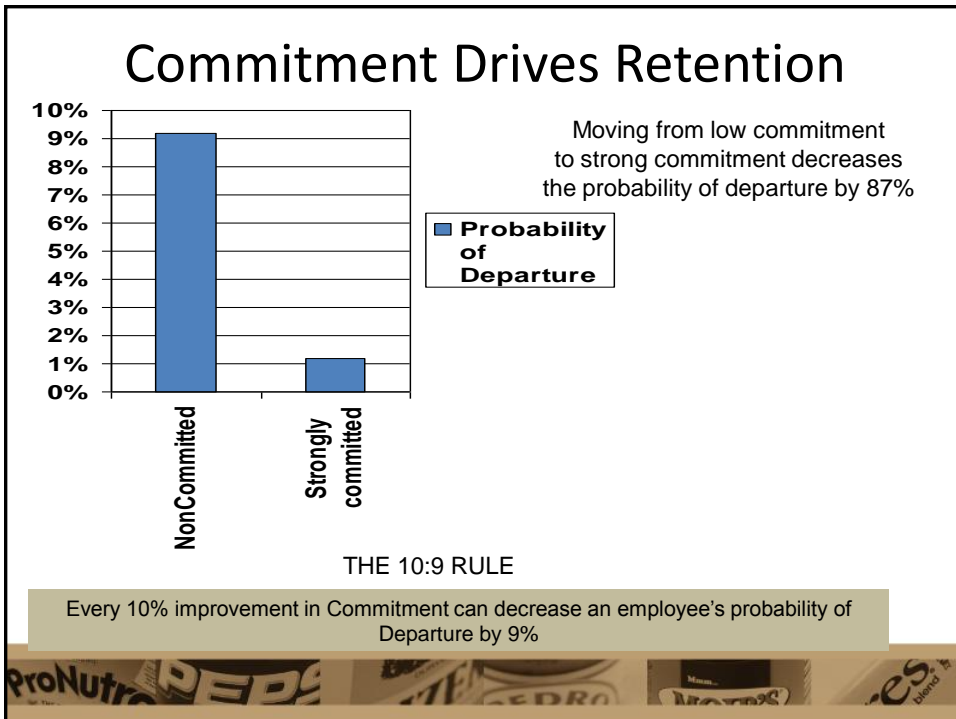 Commitment Drives Retention
10%
9%
8%
7%
6%
5%
4%
3%
2%
1%
0%
NonCommitted
Strongly
committed
Probability
of
Departure
Moving from low commitment
to strong commitment decreases
the probability of departure by 87%
THE 10:9 RULE
Every 10% improvement in Commitment can decrease an employee's probability of
Departure by 9%
Mmm..
blend